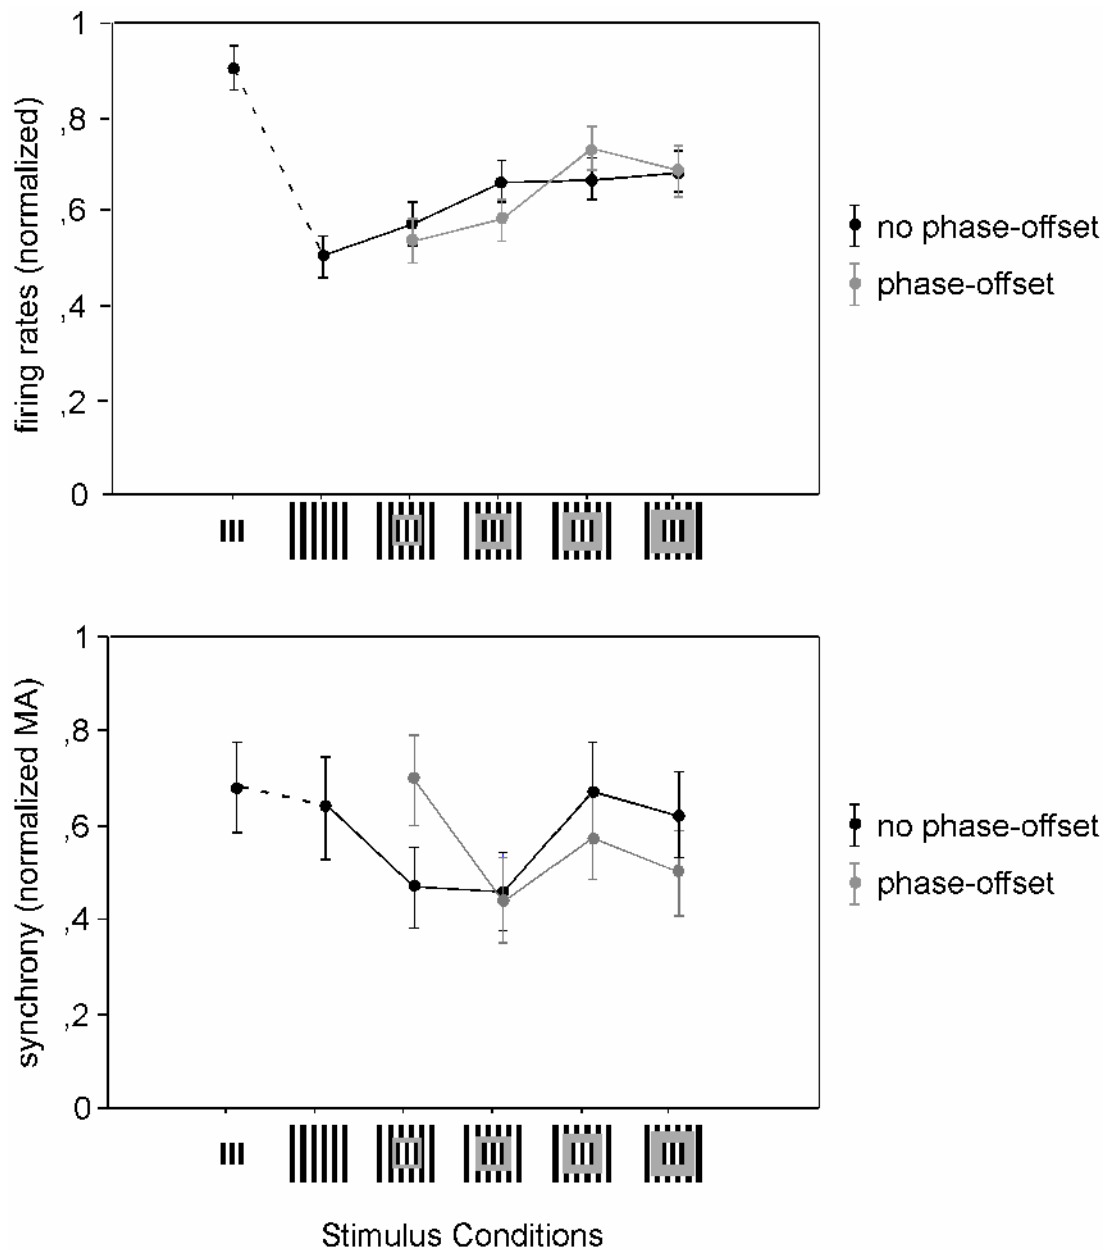 firing rates (normalized)
1
,8
,6
,4
,2
0
no phase-offset
phase-offset
synchrony (normalized MA)
1
,8
,6
,4
,2
0
no phase-offset
phase-offset
Stimulus Conditions